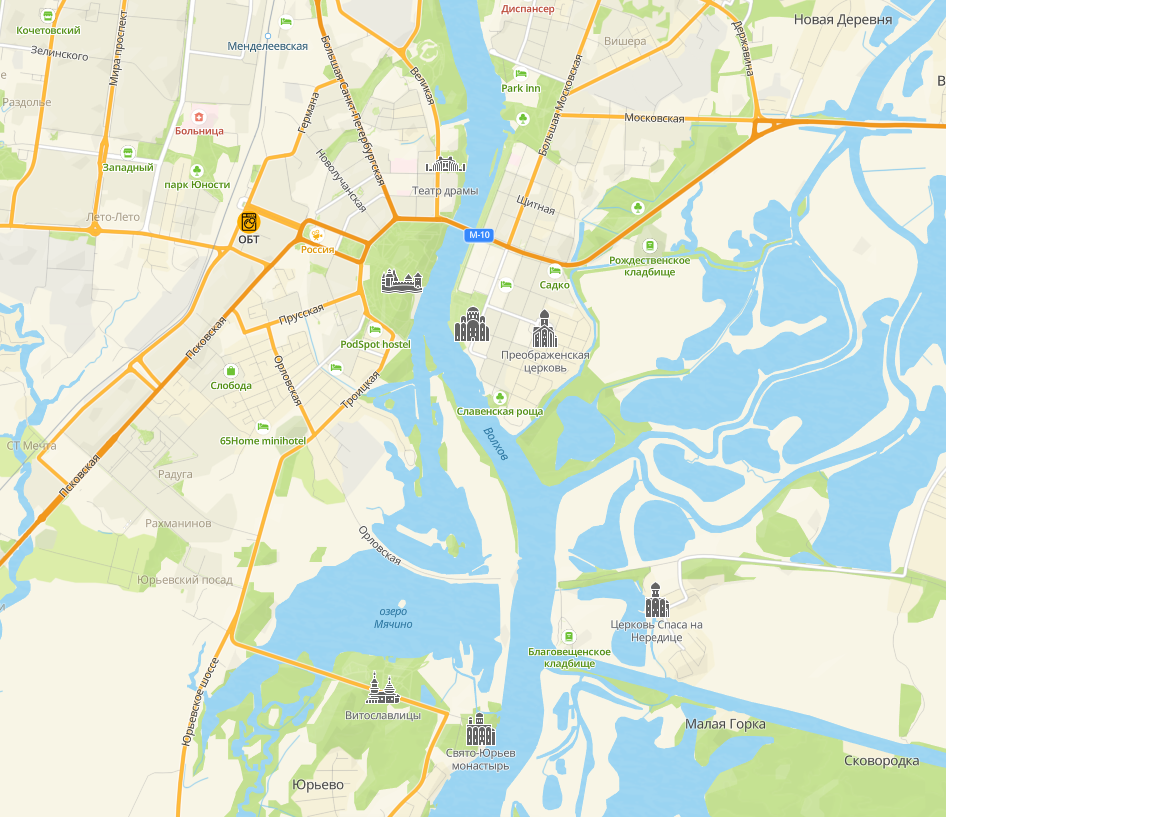 Диспансер
Новая Деревня
Кочетовский
Менделеевская
Мира проспект
Зелинского
Большая Санкт-Петербургская
Великая
Вишера
Державина
Большая Московская
Park inn
Раздолье
Германа
Московская
Больница
Западный
Новолучанская
парк Юности
Театр драмы
Щитная
Лето-Лето
ОБТ
М-10
Россия
Рождественское
кладбище
Садко
Прусская
Псковская
PodSpot hostel
Преображенская
церковь
Слобода
Орловская
Троицкая
Славенская роща
65Home minihotel
СТ Мечта
Волхов
Радуга
Псковская
Рахманинов
Орловская
Юрьевский посад
озеро
Мячино
Церковь Спаса на
Нередице
Благовещенское
кладбище
Юрьевское шоссе
Витославлицы
Малая Горка
Свято-Юрьев
монастырь
Сковородка
Юрьево